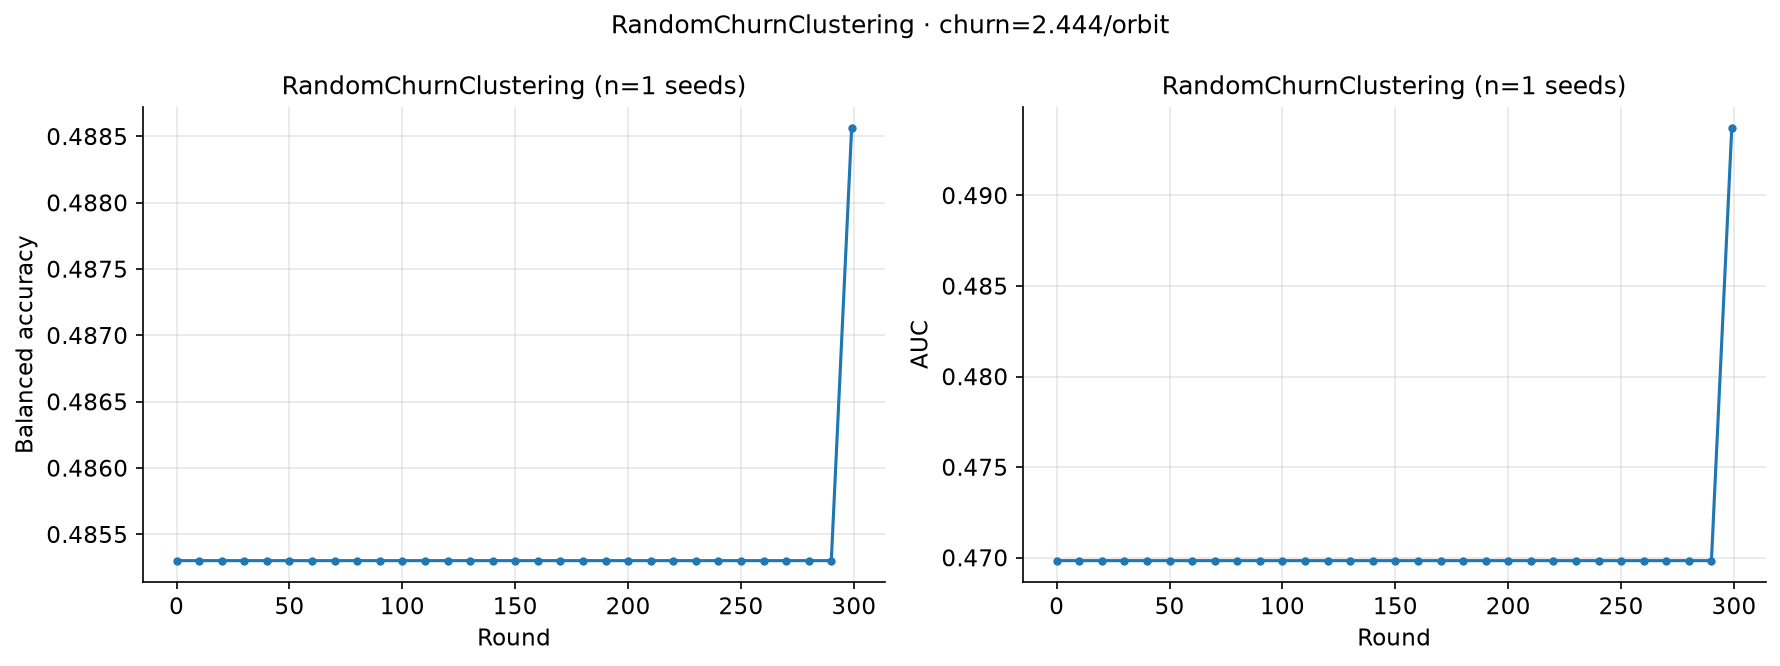 RandomChurnClustering · churn=2.444/orbit
RandomChurnClustering (n=1 seeds)
0.4885
0.4880
0.4875
0.4870
0.4865
0.4860
0.4855
Balanced accuracy
0 50 100 150 200 250 300
Round
RandomChurnClustering (n=1 seeds)
0.490
0.485
0.480
0.475
0.470
AUC
0 50 100 150 200 250 300
Round